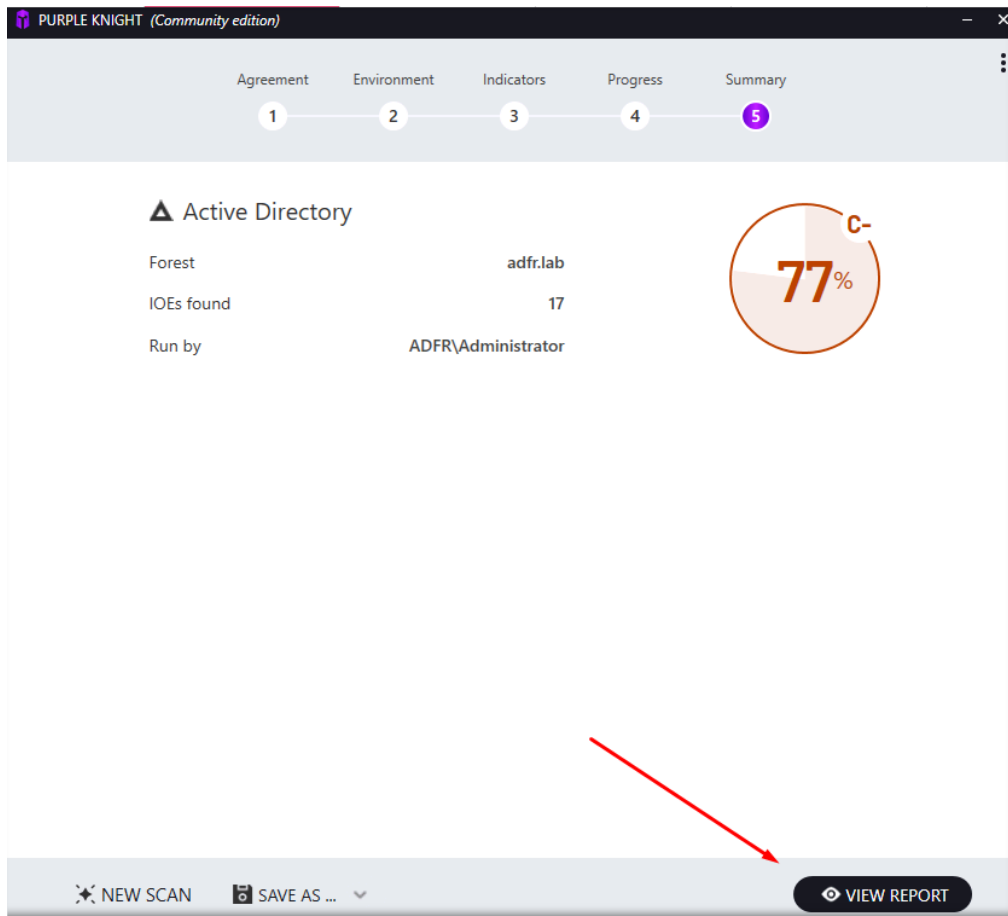 PURPLE KNIGHT (Community edition)
Agreement Environment Indicators Progress Summary
1 2 3 4 5
Active Directory
C-
77%
Forest adfr.lab
IOEs found 17
Run by ADFR\Administrator
NEW SCAN SAVE AS ... VIEW REPORT